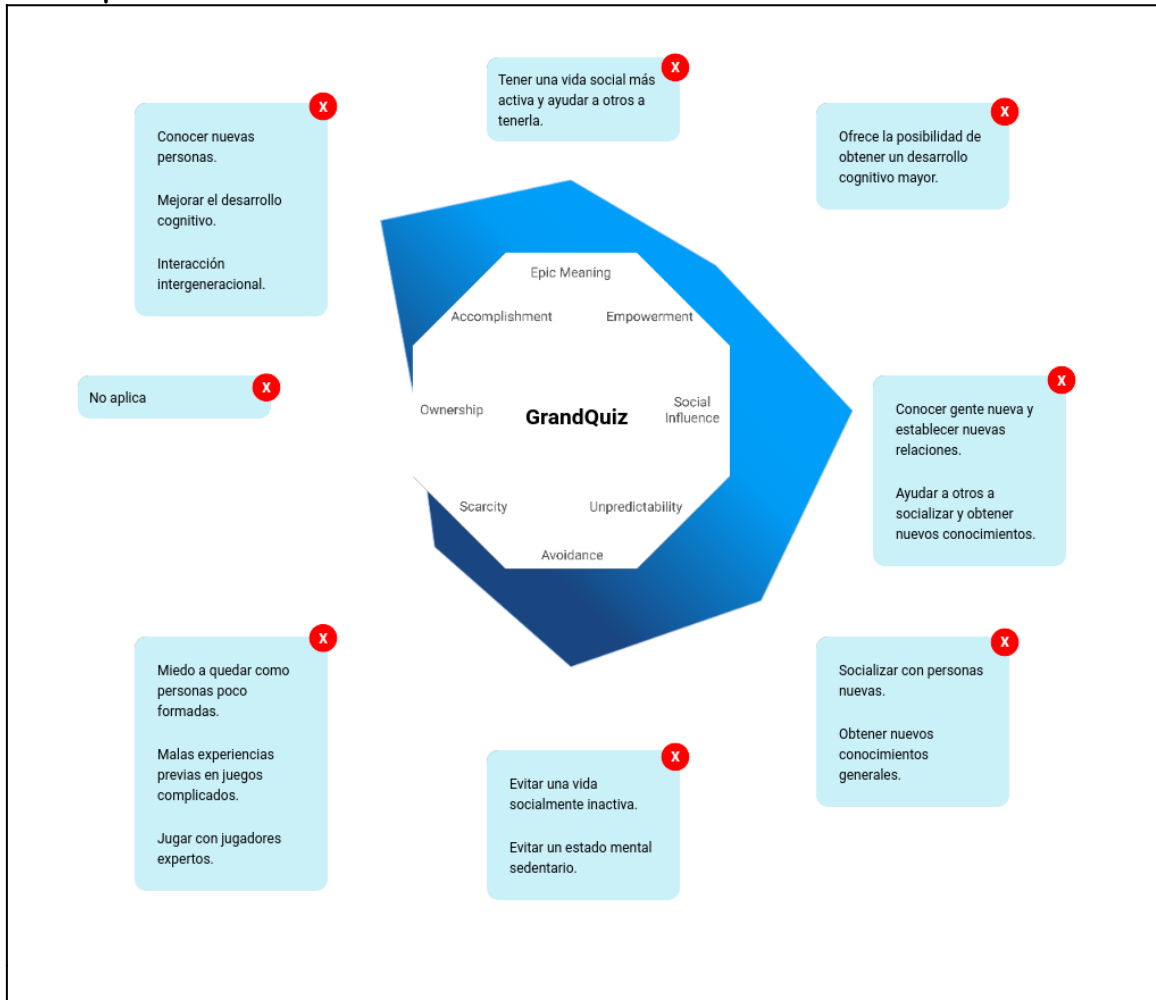 X
Tener una vida social más
activa y ayudar a otros a
tenerla.
X
Conocer nuevas
personas.
Mejorar el desarrollo
cognitivo.
Interacción
intergeneracional.
X
Ofrece la posibilidad de
obtener un desarrollo
cognitivo mayor.
Epic Meaning
Accomplishment
Empowerment
Ownership
GrandQuiz
Social
Influence
Scarcity
Unpredictability
Avoidance
X
No aplica
X
Conocer gente nueva y
establecer nuevas
relaciones.
Ayudar a otros a
socializar y obtener
nuevos conocimientos.
X
Miedo a quedar como
personas poco
formadas.
Malas experiencias
previas en juegos
complicados.
Jugar con jugadores
expertos.
X
Evitar una vida
socialmente inactiva.
Evitar un estado mental
sedentario.
X
Socializar con personas
nuevas.
Obtener nuevos
conocimientos
generales.